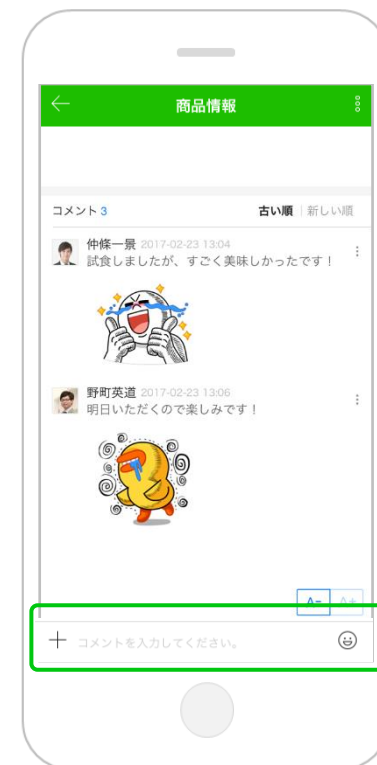 商品情報
コメント 3
古い順 新しい順
仲條一景 2017-02-23 13:04
試食しましたが、すごく美味しかったです！
野町英道 2017-02-23 13:06
明日いただくので楽しみです！
A- A+
コメントを入力してください。